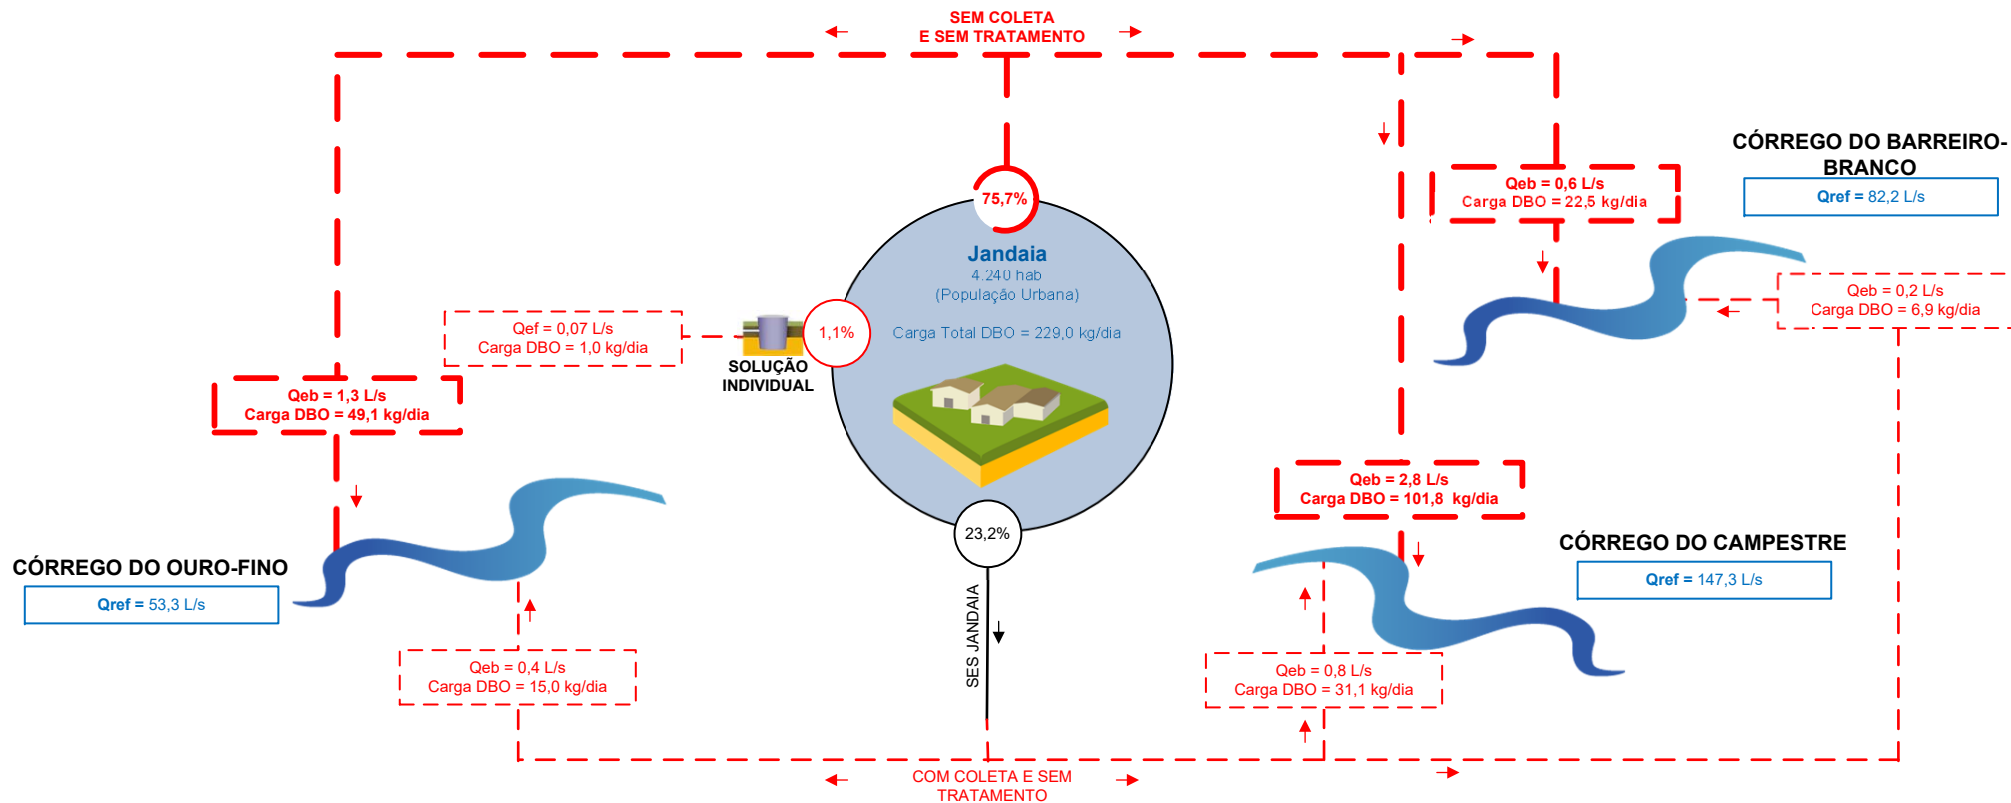 SEM COLETA
E SEM TRATAMENTO
CÓRREGO DO BARREIRO-
BRANCO
Qref = 82,2 L/s
Qeb = 0,6 L/s
Carga DBO = 22,5 kg/dia
75,7%
Jandaia
4.240 hab
(População Urbana)
Carga Total DBO = 229,0 kg/dia
Qeb = 0,2 L/s
Carga DBO = 6,9 kg/dia
Qef = 0,07 L/s
Carga DBO = 1,0 kg/dia
1,1%
SOLUÇÃO
INDIVIDUAL
Qeb = 1,3 L/s
Carga DBO = 49,1 kg/dia
Qeb = 2,8 L/s
Carga DBO = 101,8 kg/dia
23,2%
CÓRREGO DO OURO-FINO
Qref = 53,3 L/s
CÓRREGO DO CAMPESTRE
Qref = 147,3 L/s
SES JANDAIA
Qeb = 0,4 L/s
Carga DBO = 15,0 kg/dia
Qeb = 0,8 L/s
Carga DBO = 31,1 kg/dia
COM COLETA E SEM
TRATAMENTO